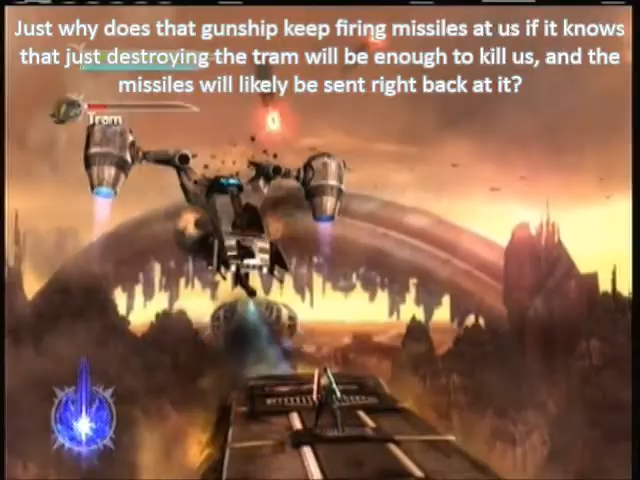 Just why does that gunship keep firing missiles at us if it knows
that just destroying the tram will be enough to kill us, and the
missiles will likely be sent right back at it?
Tram